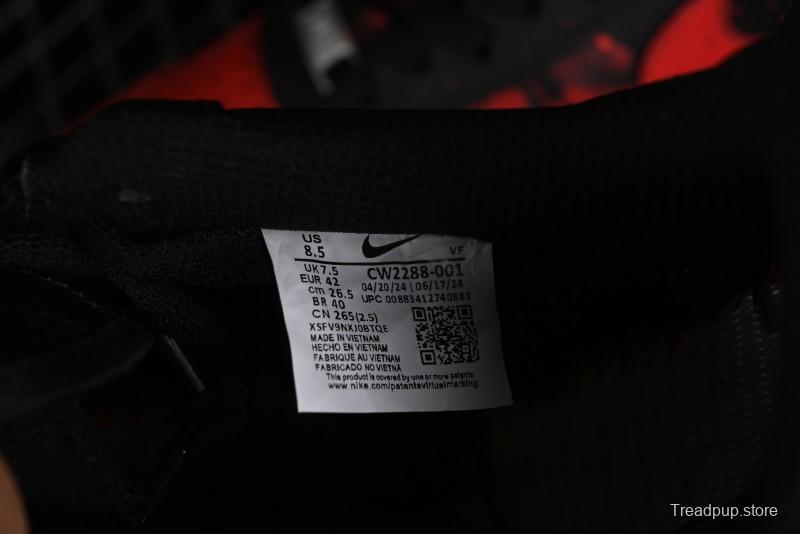 US
8.5
VF
UK 7.5
EUR 42
cm 26.5
BR 40
CN 265(2.5)
CW2288-001
04/20/24 | 06/17/24
UPC 00883412740883
XSFV9NXJ0BTQE
MADE IN VIETNAM
HECHO EN VIETNAM
FABRIQUE AU VIETNAM
FABRICADO NO VIETNÃ
This product is covered by one or more patents:
www.nike.com/patentsvirtualmarking
Treadpup.store